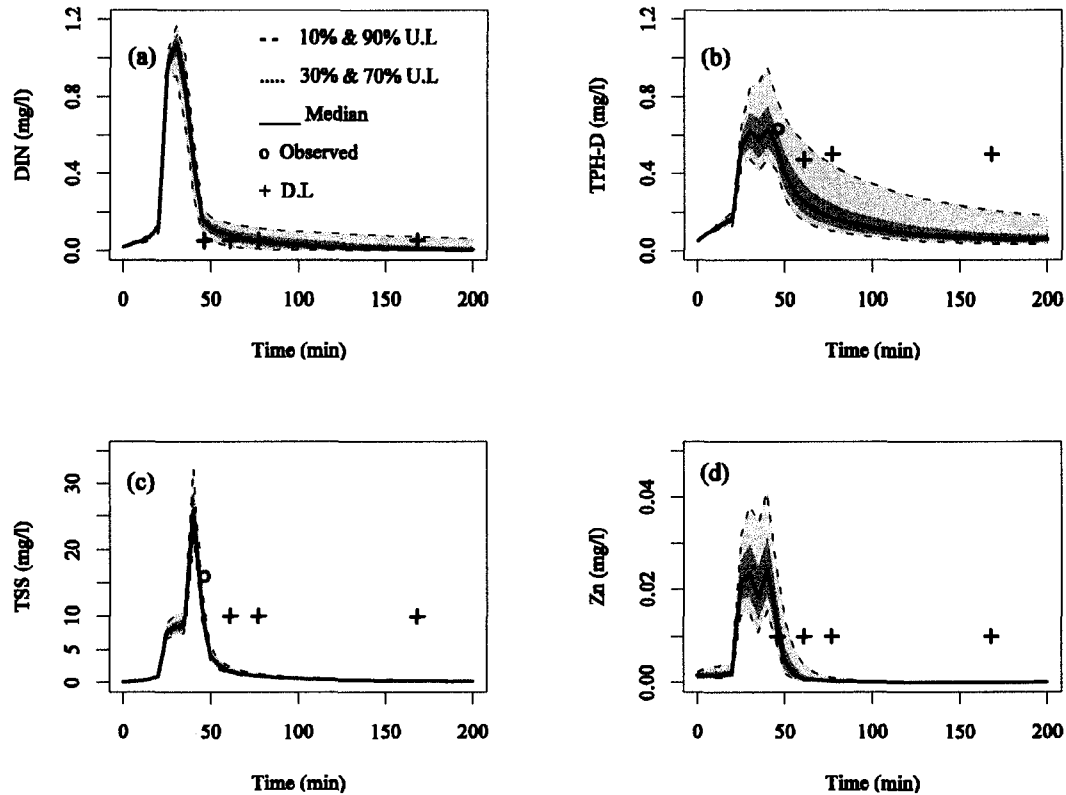 (a)
10% & 90% U.L
30% & 70% U.L
Median
Observed
D.L
DIN (mg/l)
0.0 0.4 0.8 1.2
0 50 100 150 200
Time (min)
(b)
TPH-D (mg/l)
0.0 0.4 0.8 1.2
0 50 100 150 200
Time (min)
(c)
TSS (mg/l)
0 5 10 20 30
0 50 100 150 200
Time (min)
(d)
Zn (mg/l)
0.00 0.02 0.04
0 50 100 150 200
Time (min)